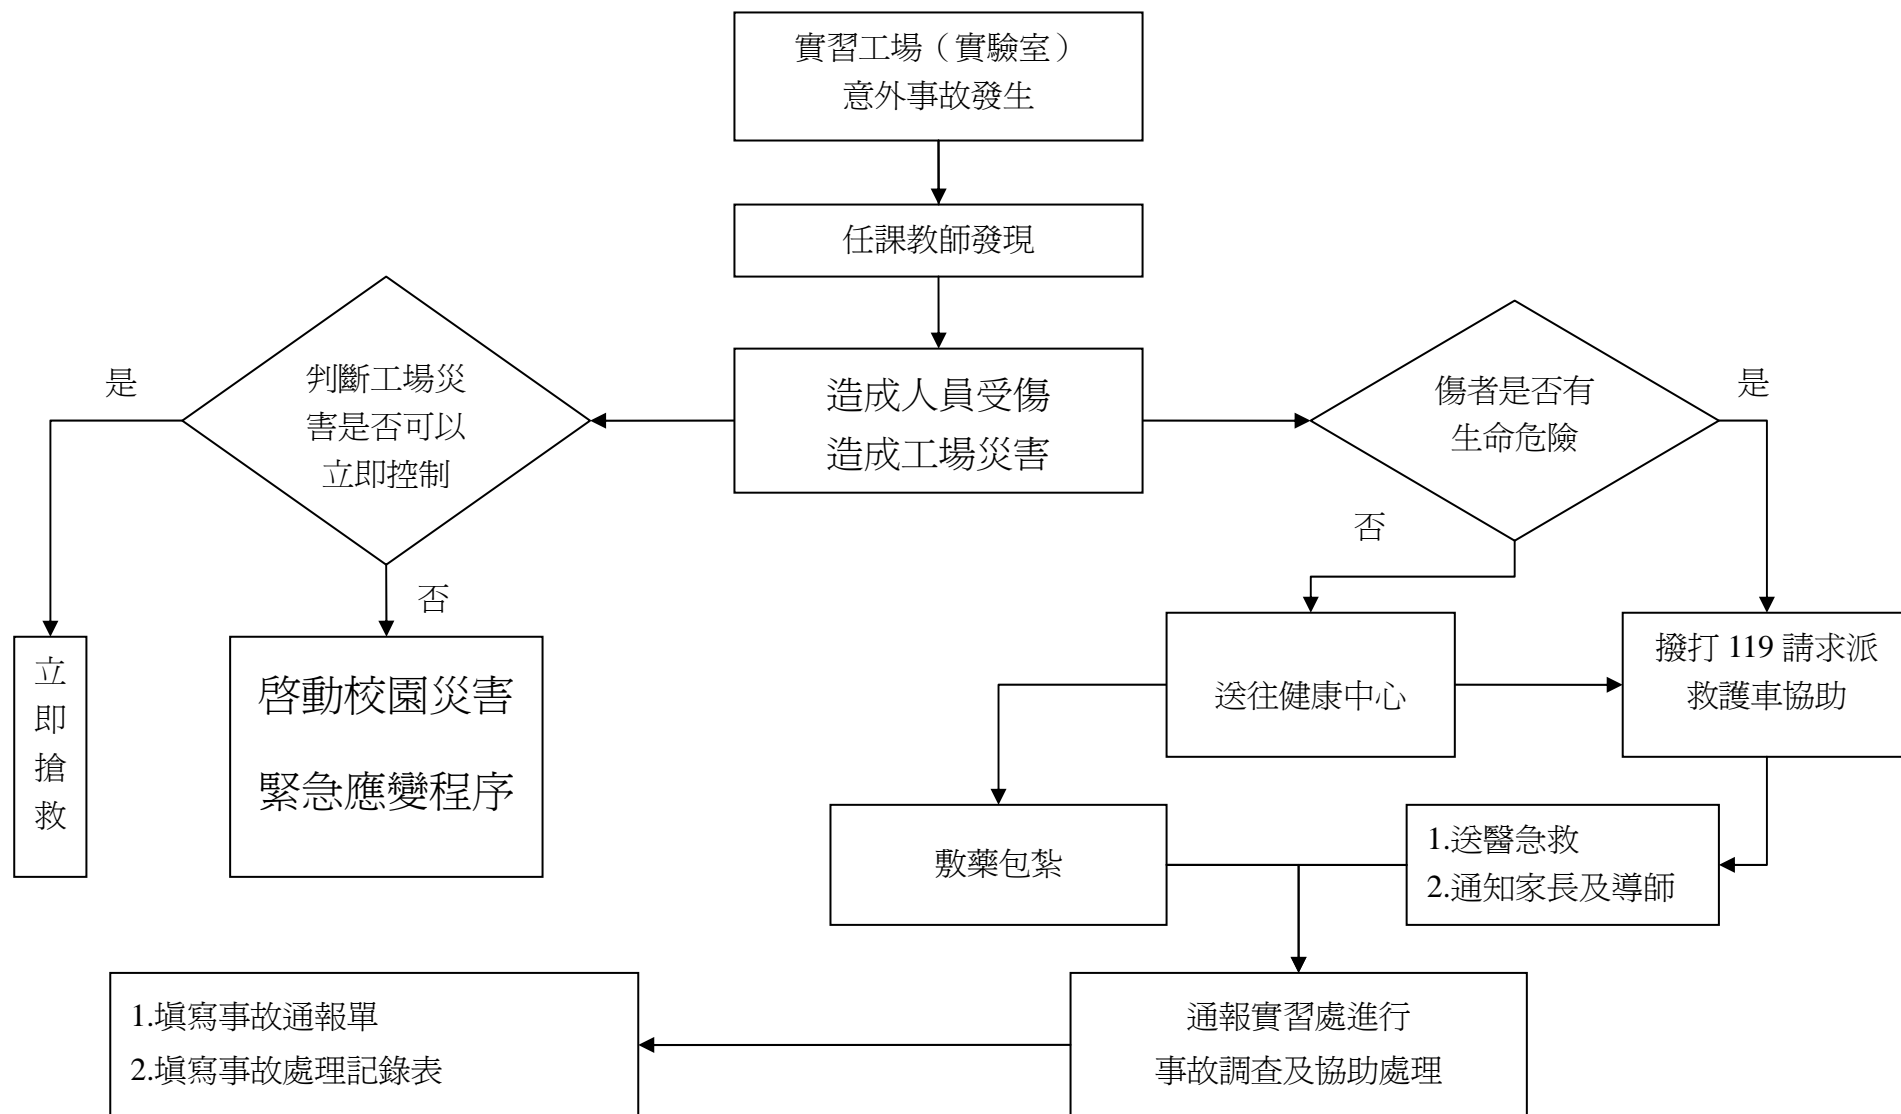 實習工場（實驗室）
意外事故發生
任課教師發現
造成人員受傷
造成工場災害
是
判斷工場災
害是否可以
立即控制
否
立
即
搶
救
啓動校園災害
緊急應變程序
傷者是否有
生命危險
是
否
送往健康中心
撥打 119 請求派
救護車協助
敷藥包紮
1.送醫急救
2.通知家長及導師
通報實習處進行
事故調查及協助處理
1.填寫事故通報單
2.填寫事故處理記錄表